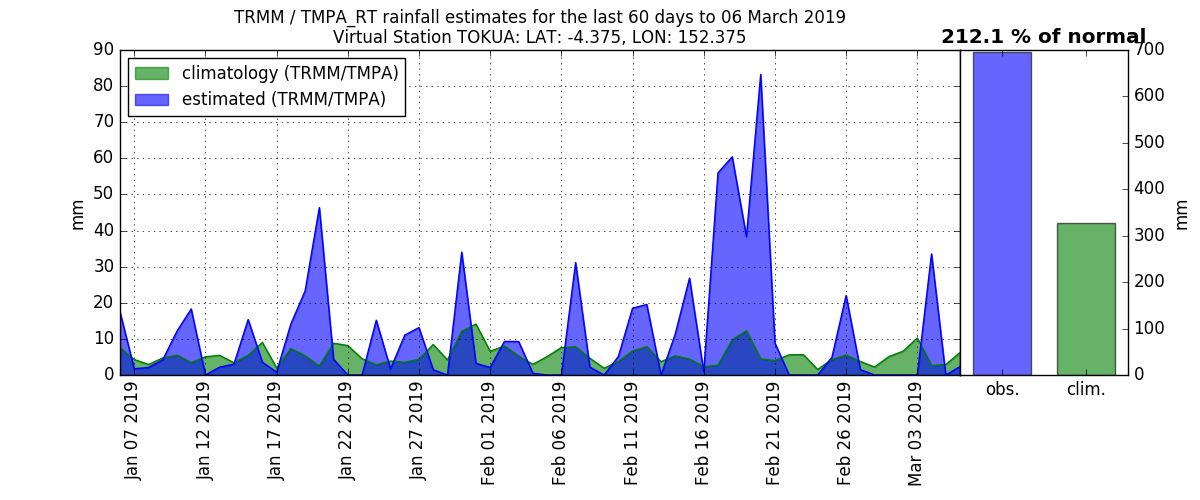 TRMM / TMPA_RT rainfall estimates for the last 60 days to 06 March 2019
Virtual Station TOKUA: LAT: -4.375, LON: 152.375
212.1 % of normal
climatology (TRMM/TMPA)
estimated (TRMM/TMPA)
mm
90
80
70
60
50
40
30
20
10
0
Jan 07 2019
Jan 12 2019
Jan 17 2019
Jan 22 2019
Jan 27 2019
Feb 01 2019
Feb 06 2019
Feb 11 2019
Feb 16 2019
Feb 21 2019
Feb 26 2019
Mar 03 2019
700
600
500
400
300
200
100
0
mm
obs.
clim.